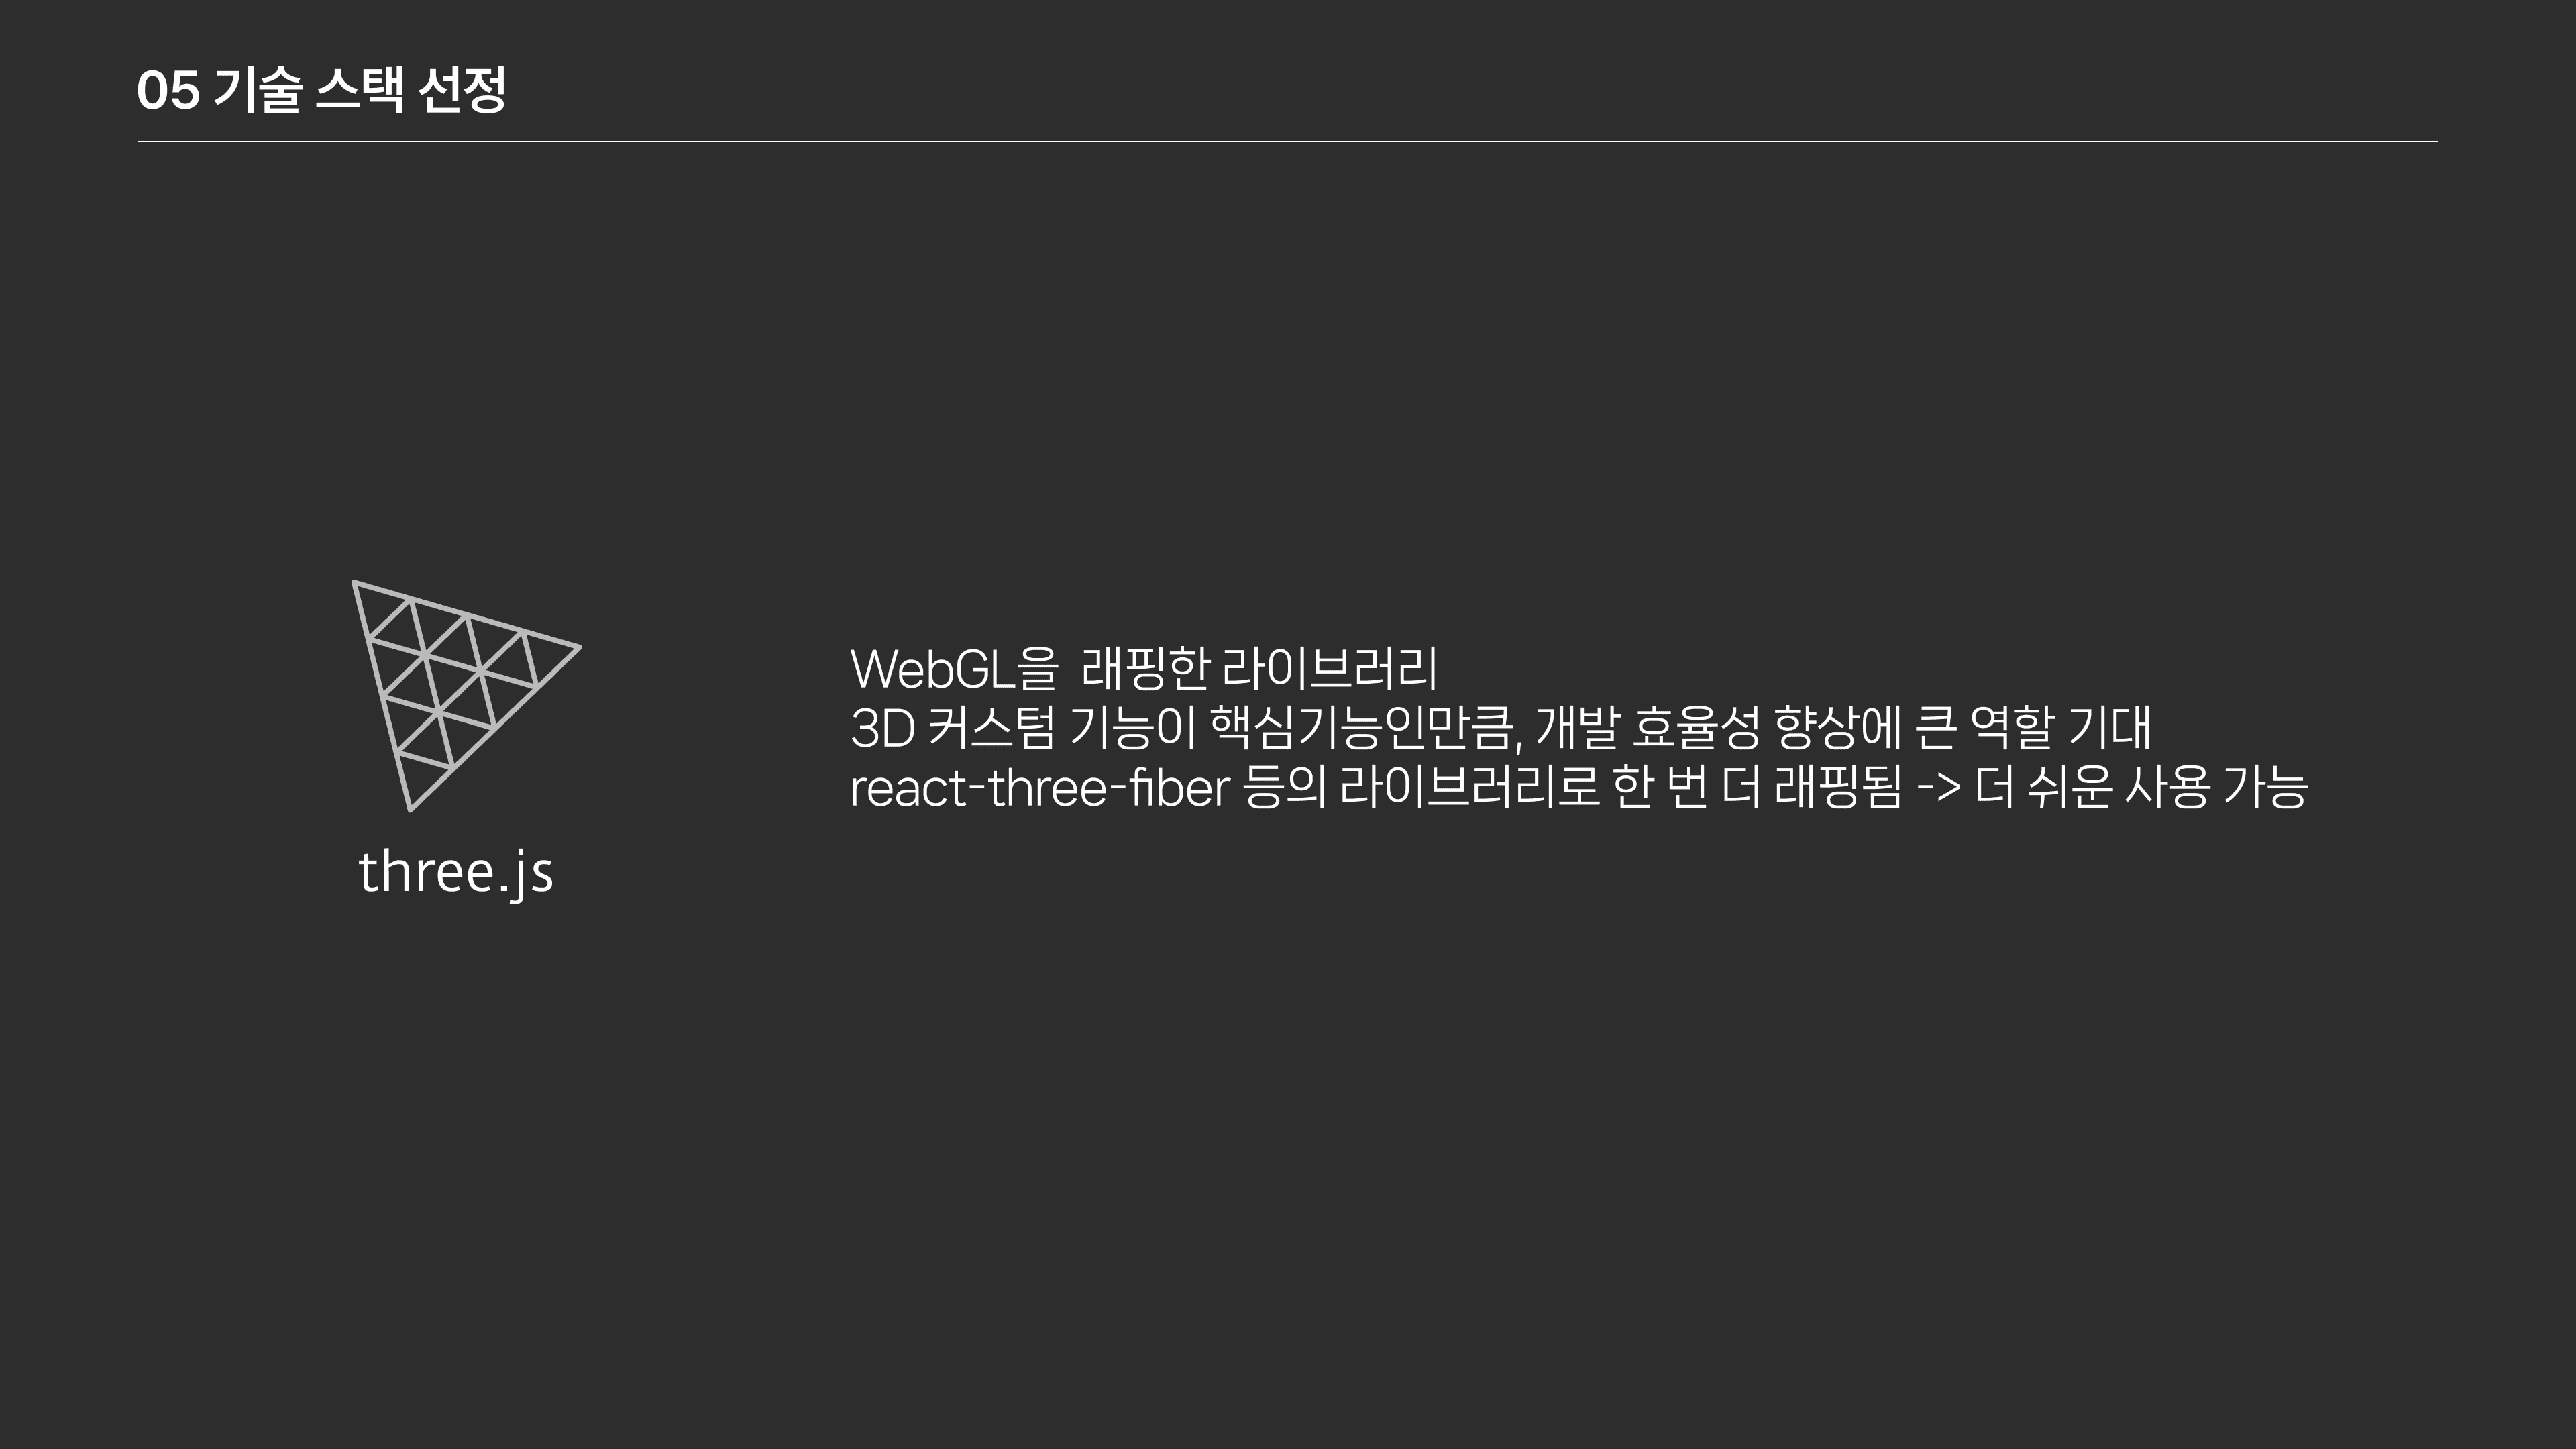 05 기술 스택 선정
three.js
WebGL을  래핑한 라이브러리
3D 커스텀 기능이 핵심기능인만큼, 개발 효율성 향상에 큰 역할 기대
react-three-fiber 등의 라이브러리로 한 번 더 래핑됨 -> 더 쉬운 사용 가능